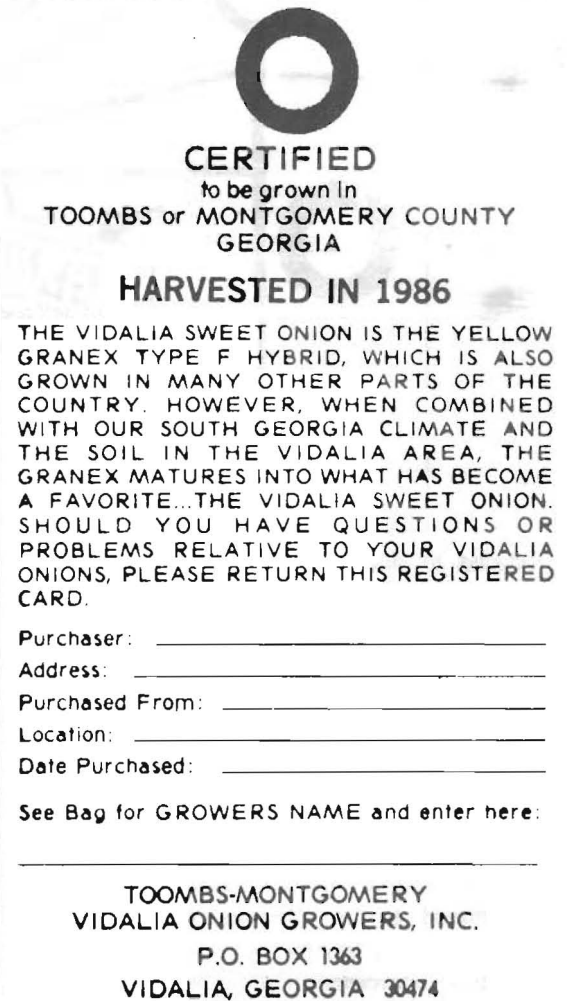 CERTIFIED
to be grown in
TOOMBS or MONTGOMERY COUNTY
GEORGIA
HARVESTED IN 1986
THE VIDALIA SWEET ONION IS THE YELLOW
GRANEX TYPE F HYBRID, WHICH IS ALSO
GROWN IN MANY OTHER PARTS OF THE
COUNTRY. HOWEVER, WHEN COMBINED
WITH OUR SOUTH GEORGIA CLIMATE AND
THE SOIL IN THE VIDALIA AREA, THE
GRANEX MATURES INTO WHAT HAS BECOME
A FAVORITE...THE VIDALIA SWEET ONION.
SHOULD YOU HAVE QUESTIONS OR
PROBLEMS RELATIVE TO YOUR VIDALIA
ONIONS, PLEASE RETURN THIS REGISTERED
CARD.
Purchaser:
Address:
Purchased From:
Location:
Date Purchased:
See Bag for GROWERS NAME and enter here:
TOOMBS-MONTGOMERY
VIDALIA ONION GROWERS, INC.
P.O. BOX 1363
VIDALIA, GEORGIA 30474